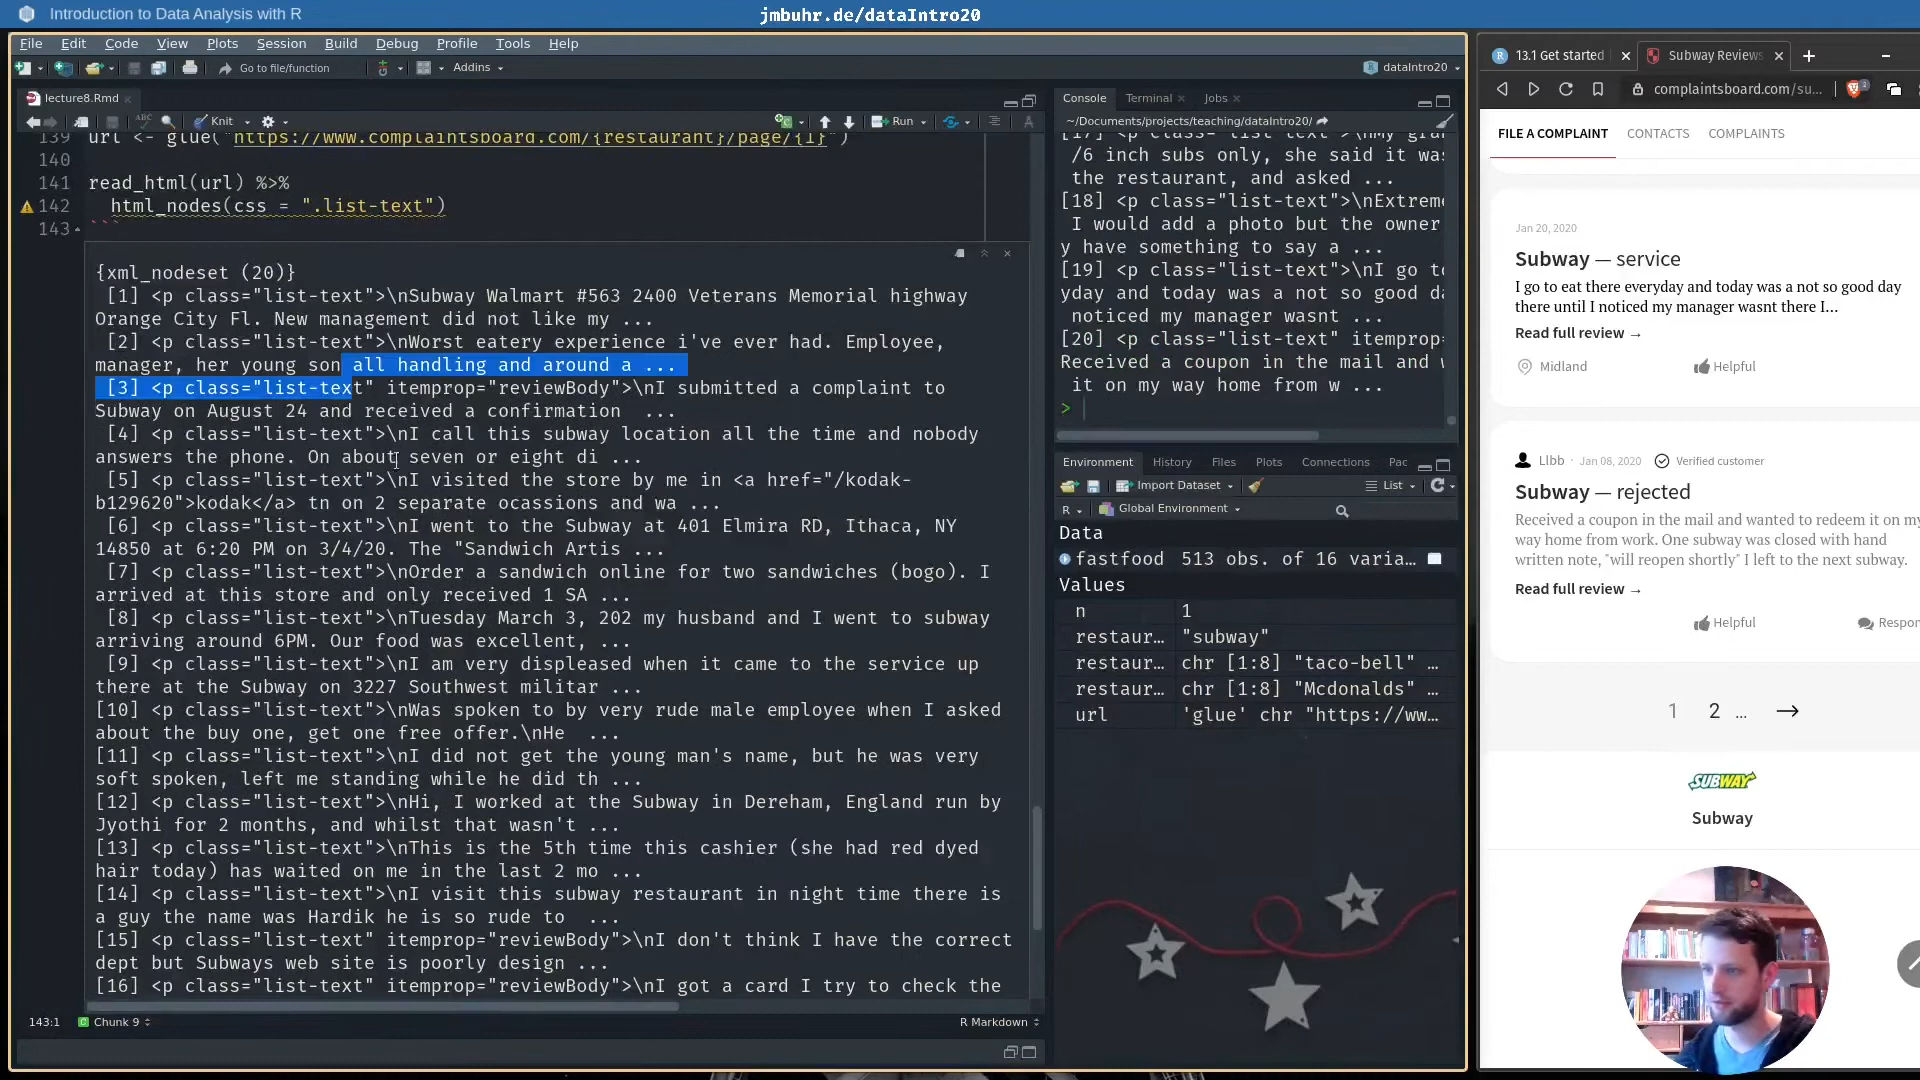 Introduction to Data Analysis with R
jmbuhr.de/dataIntro20
File Edit Code View Plots Session Build Debug Profile Tools Help
Go to file/function
Addins
dataIntro20
lecture8.Rmd
Knit
Run
139 url <- glue("https://www.complaintsboard.com/{restaurant}/page/{i}")
140
141 read_html(url) %>%
142 html_nodes(css = ".list-text")
143 ```
{xml_nodeset (20)}
[1] <p class="list-text">\nSubway Walmart #563 2400 Veterans Memorial highway
Orange City Fl. New management did not like my ...
[2] <p class="list-text">\nWorst eatery experience i've ever had. Employee,
manager, her young son all handling and around a ...
[3] <p class="list-text" itemprop="reviewBody">\nI submitted a complaint to
Subway on August 24 and received a confirmation ...
[4] <p class="list-text">\nI call this subway location all the time and nobody
answers the phone. On about seven or eight di ...
[5] <p class="list-text">\nI visited the store by me in <a href="/kodak-
b129620">kodak</a> tn on 2 separate ocassions and wa ...
[6] <p class="list-text">\nI went to the Subway at 401 Elmira RD, Ithaca, NY
14850 at 6:20 PM on 3/4/20. The "Sandwich Artis ...
[7] <p class="list-text">\nOrder a sandwich online for two sandwiches (bogo). I
arrived at this store and only received 1 SA ...
[8] <p class="list-text">\nTuesday March 3, 202 my husband and I went to subway
arriving around 6PM. Our food was excellent, ...
[9] <p class="list-text">\nI am very displeased when it came to the service up
there at the Subway on 3227 Southwest militar ...
[10] <p class="list-text">\nWas spoken to by very rude male employee when I asked
about the buy one, get one free offer.\nHe ...
[11] <p class="list-text">\nI did not get the young man's name, but he was very
soft spoken, left me standing while he did th ...
[12] <p class="list-text">\nHi, I worked at the Subway in Dereham, England run by
Jyothi for 2 months, and whilst that wasn't ...
[13] <p class="list-text">\nThis is the 5th time this cashier (she had red dyed
hair today) has waited on me in the last 2 mo ...
[14] <p class="list-text">\nI visit this subway restaurant in night time there is
a guy the name was Hardik he is so rude to ...
[15] <p class="list-text" itemprop="reviewBody">\nI don't think I have the correct
dept but Subways web site is poorly design ...
[16] <p class="list-text" itemprop="reviewBody">\nI got a card I try to check the
143:1 Chunk 9
R Markdown
Console Terminal Jobs
~/Documents/projects/teaching/dataIntro20/
[17] <p class="list-text">\nMy gra
/6 inch subs only, she said it was
the restaurant, and asked ...
[18] <p class="list-text">\nExtreme
I would add a photo but the owner
y have something to say a ...
[19] <p class="list-text">\nI go to
yday and today was a not so good da
noticed my manager wasnt ...
[20] <p class="list-text" itemprop=
Received a coupon in the mail and w
it on my way home from w ...
>
Environment History Files Plots Connections Pac
Import Dataset
List
R Global Environment
Data
fastfood 513 obs. of 16 varia…
Values
n 1
restaur… "subway"
restaur… chr [1:8] "taco-bell" …
restaur… chr [1:8] "Mcdonalds" …
url 'glue' chr "https://ww…
13.1 Get started
Subway Reviews
complaintsboard.com/su...
FILE A COMPLAINT CONTACTS COMPLAINTS
Jan 20, 2020
Subway — service
I go to eat there everyday and today was a not so good day
there until I noticed my manager wasnt there I…
Read full review →
Midland
Helpful
Llbb · Jan 08, 2020 Verified customer
Subway — rejected
Received a coupon in the mail and wanted to redeem it on my
way home from work. One subway was closed with hand
written note, "will reopen shortly" I left to the next subway.
Read full review →
Helpful
Respon
1 2 ... →
SUBWAY
Subway